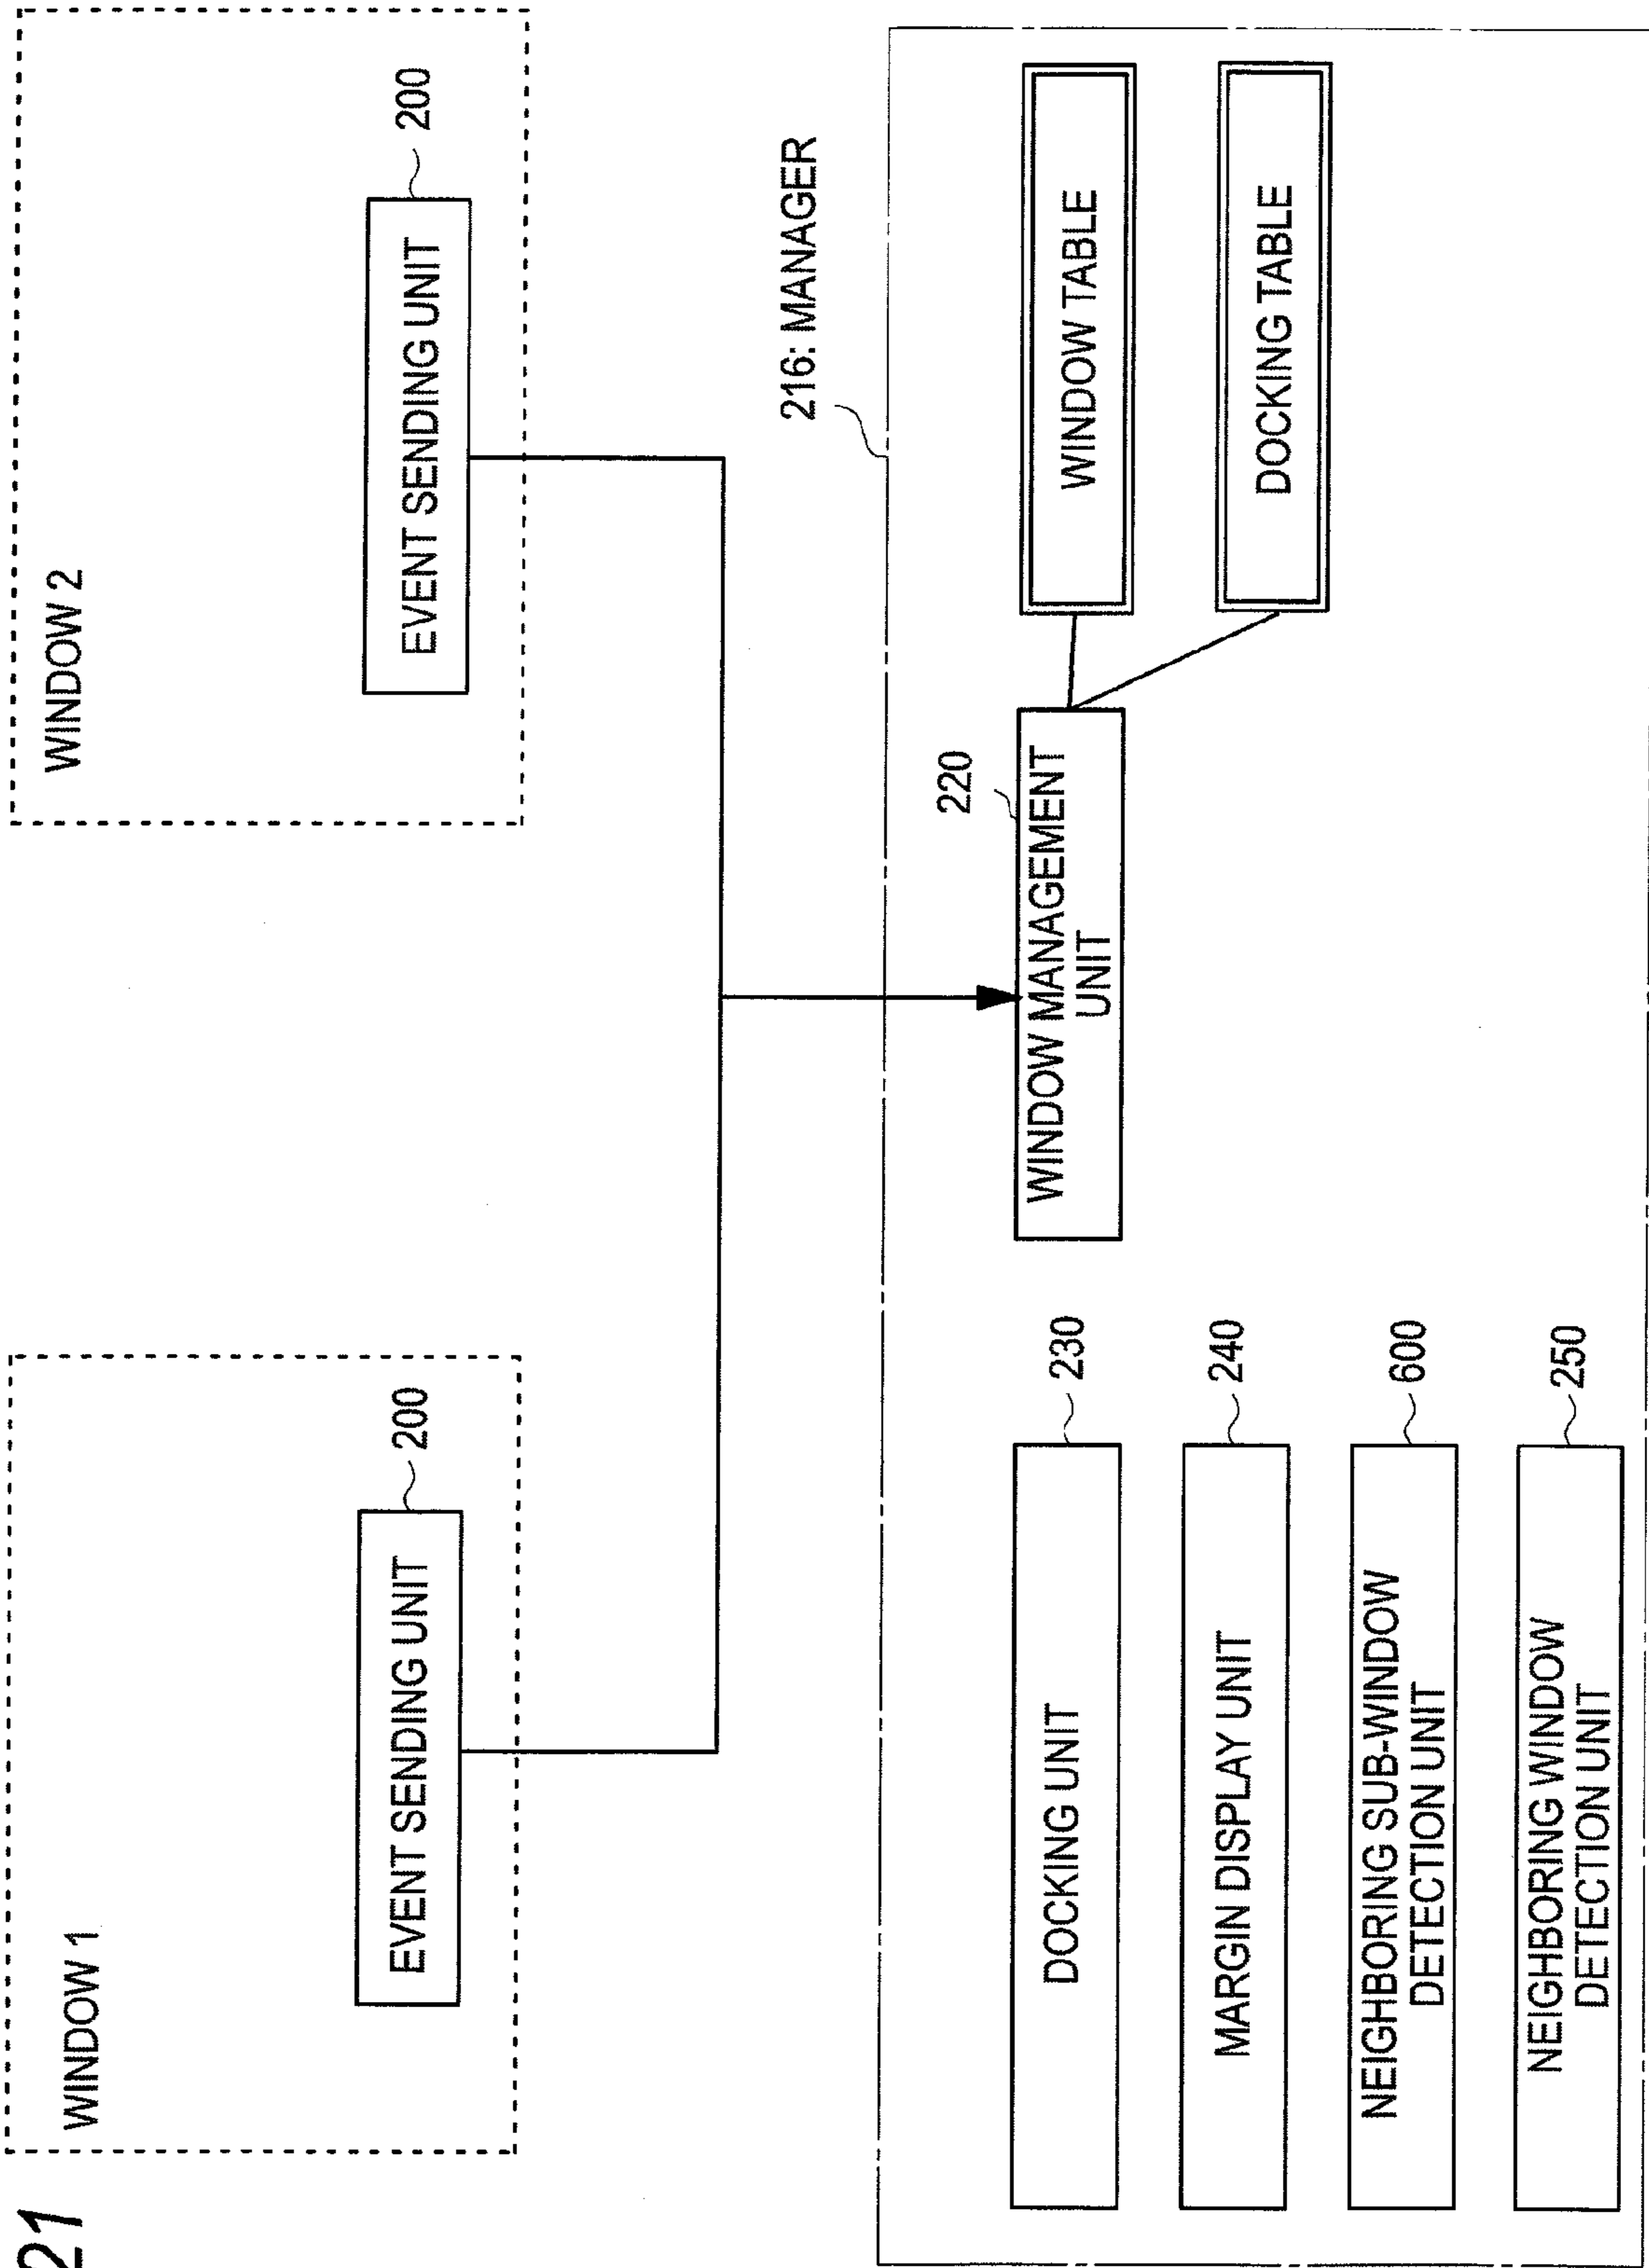 21
WINDOW 1
EVENT SENDING UNIT
200
WINDOW 2
EVENT SENDING UNIT
200
216: MANAGER
DOCKING UNIT
230
MARGIN DISPLAY UNIT
240
NEIGHBORING SUB-WINDOW
DETECTION UNIT
600
NEIGHBORING WINDOW
DETECTION UNIT
250
220
WINDOW MANAGEMENT
UNIT
WINDOW TABLE
DOCKING TABLE